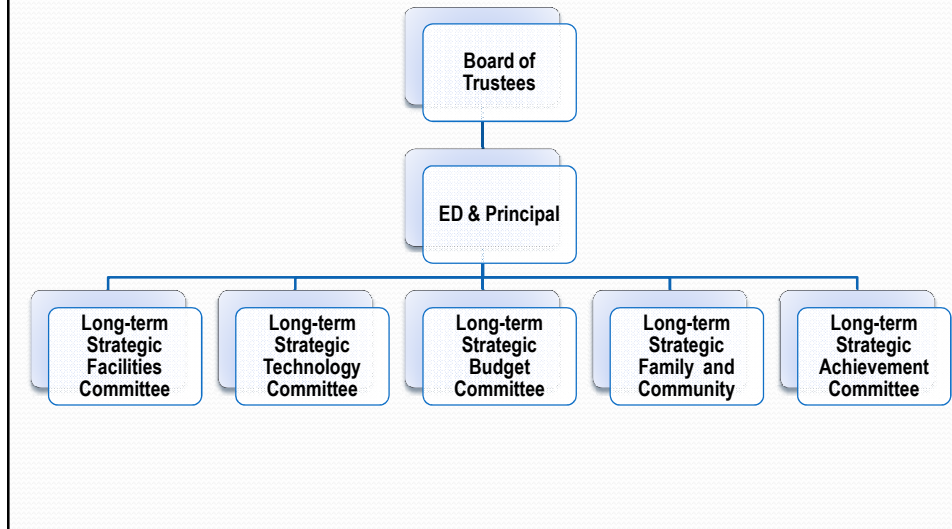 Board of
Trustees
ED & Principal
Long-term
Strategic
Facilities
Committee
Long-term
Strategic
Technology
Committee
Long-term
Strategic
Budget
Committee
Long-term
Strategic
Family and
Community
Long-term
Strategic
Achievement
Committee